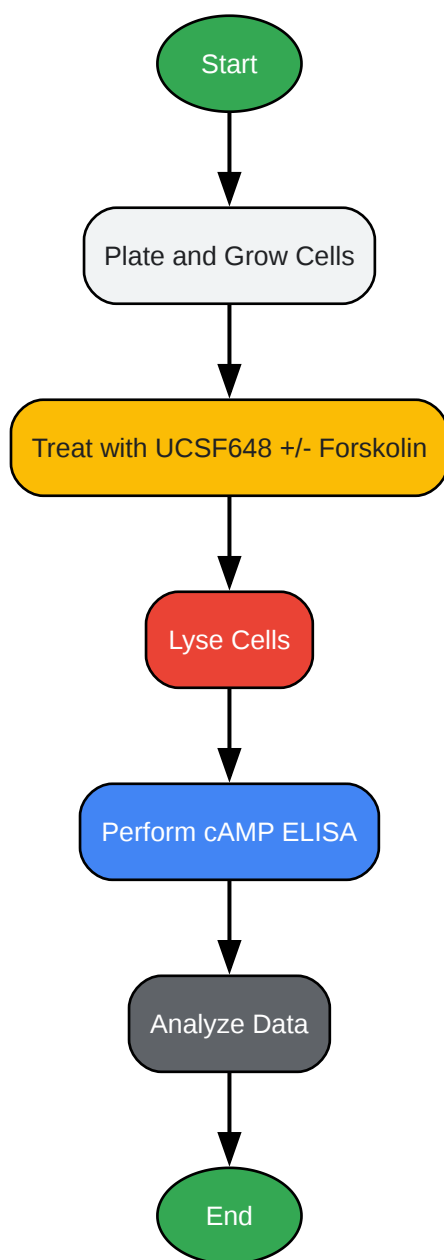 Start
Plate and Grow Cells
Treat with UCSF648 +/- Forskolin
Lyse Cells
Perform cAMP ELISA
Analyze Data
End